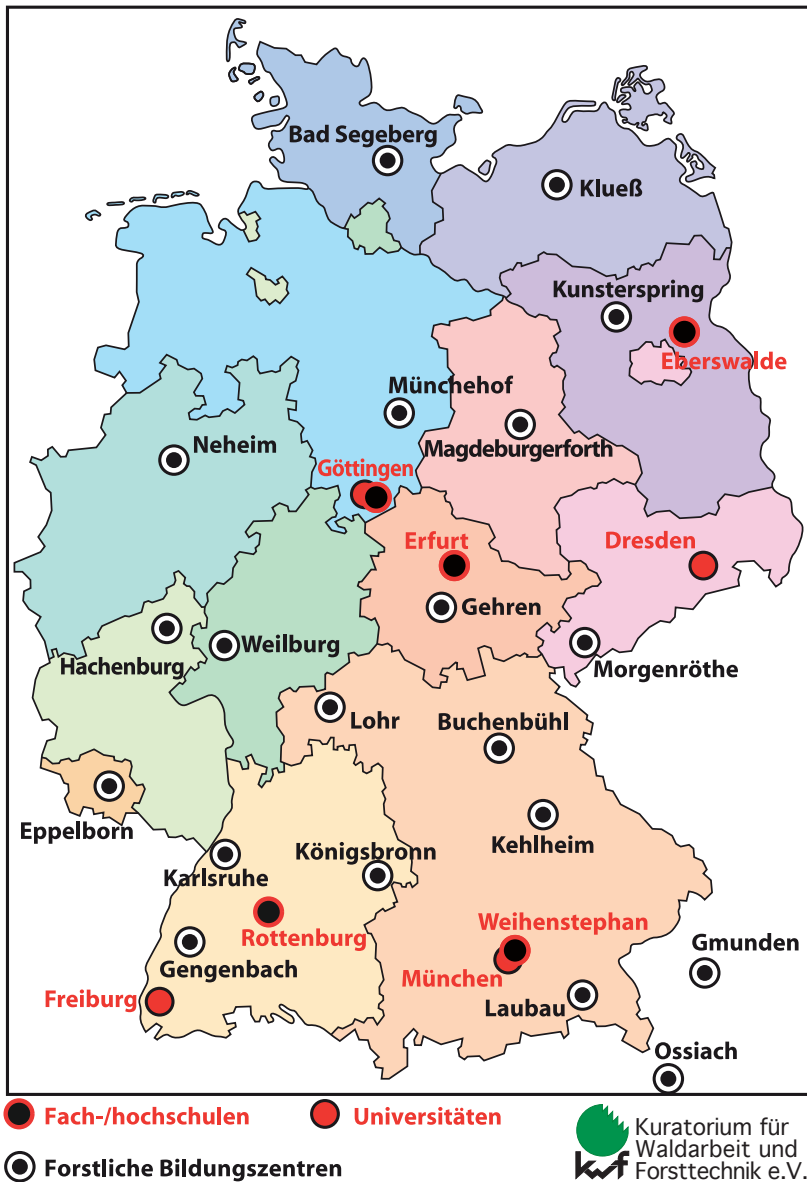 Bad Segeberg
Klueß
Kunsterspring
Eberswalde
Münchehof
Neheim
Magdeburgerforth
Göttingen
Erfurt
Dresden
Gehren
Hachenburg
Weilburg
Morgenröthe
Lohr
Buchenbühl
Eppelborn
Kehlheim
Königsbronn
Karlsruhe
Rottenburg
Weihenstephan
Gengenbach
Gmunden
München
Freiburg
Laubau
Ossiach
Fach-/hochschulen
Universitäten
Forstliche Bildungszentren
kwf
Kuratorium für
Waldarbeit und
Forsttechnik e.V.